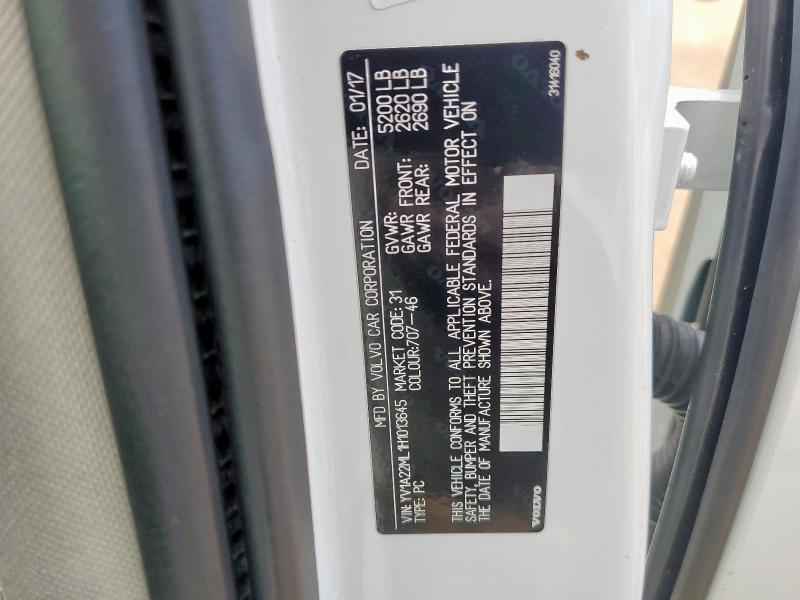 MFD BY VOLVO CAR CORPORATION DATE: 01/17
GVWR: 5200 LB
GAWR FRONT: 2620 LB
GAWR REAR: 2690 LB
VIN: YV1A22ML1H1013645 MARKET CODE: 31
TYPE: PC COLOUR:707-46
THIS VEHICLE CONFORMS TO ALL APPLICABLE FEDERAL MOTOR VEHICLE
SAFETY, BUMPER AND THEFT PREVENTION STANDARDS IN EFFECT ON
THE DATE OF MANUFACTURE SHOWN ABOVE.
VOLVO 31416040